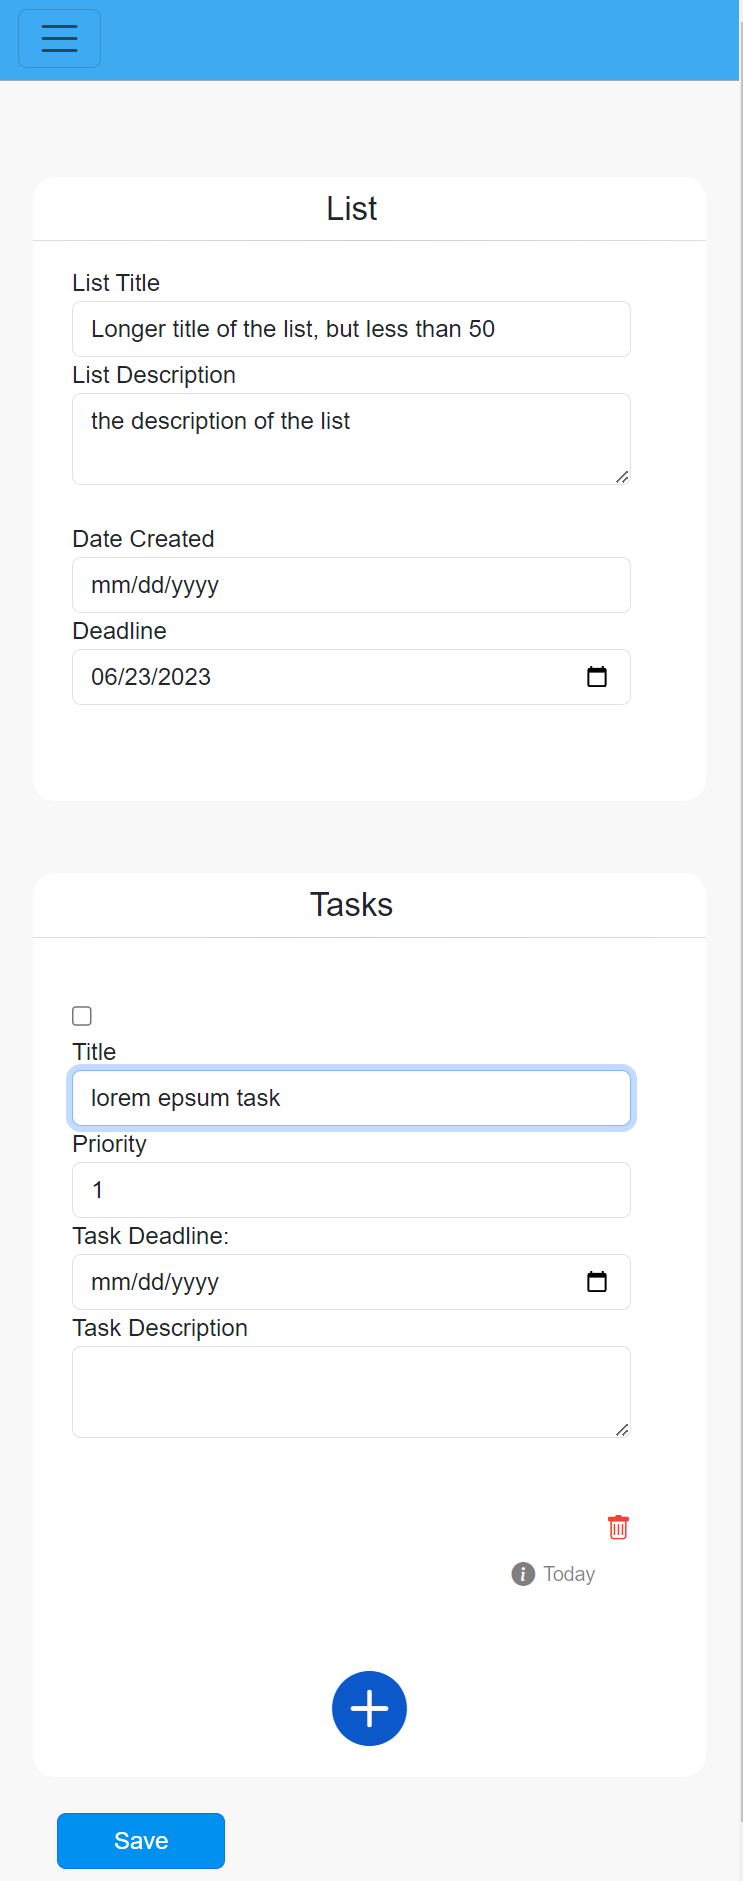 List
List Title
Longer title of the list, but less than 50
List Description
the description of the list
Date Created
mm/dd/yyyy
Deadline
06/23/2023
Tasks
Title
lorem epsum task
Priority
1
Task Deadline:
mm/dd/yyyy
Task Description
Today
Save